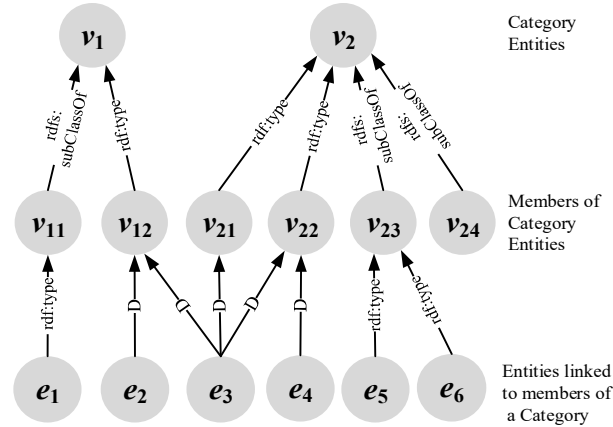 v1
v2
Category
Entities
rdfs:
subClassOf
rdf:type
rdf:type
rdf:type
rdfs:
subClassOf
rdfs:
subClassOf
v11
v12
v21
v22
v23
v24
Members of
Category
Entities
rdf:type
D
D
D
D
D
rdf:type
rdf:type
e1
e2
e3
e4
e5
e6
Entities linked
to members of
a Category